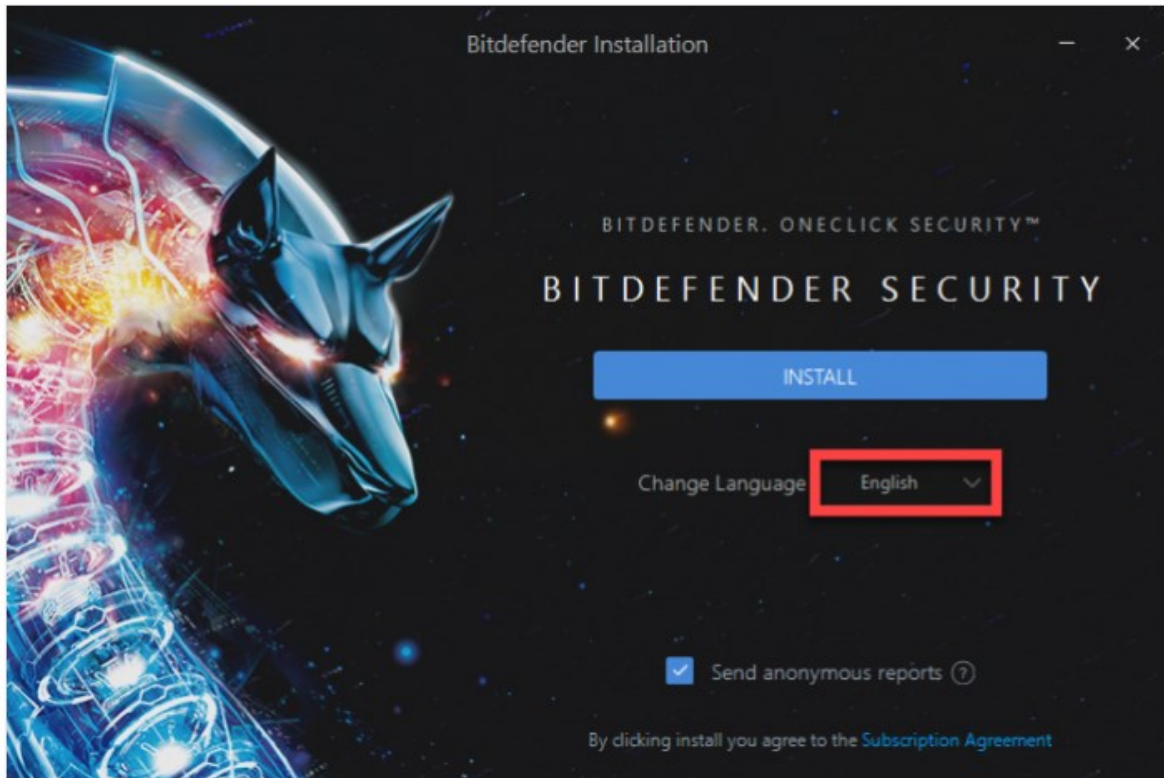 Bitdefender Installation
BITDEFENDER. ONECLICK SECURITY™
BITDEFENDER SECURITY
INSTALL
Change Language English
Send anonymous reports ?
By clicking install you agree to the Subscription Agreement